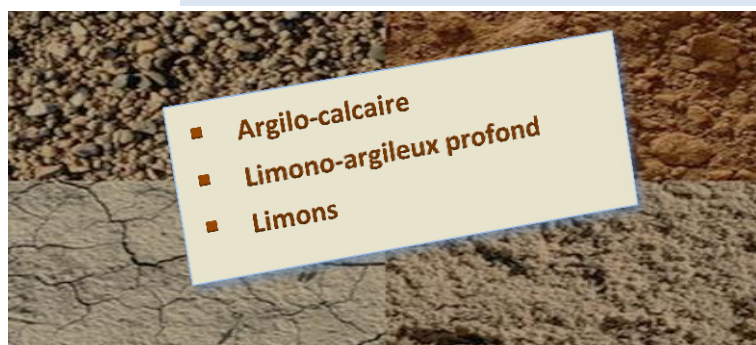 ▪ Argilo-calcaire
▪ Limono-argileux profond
▪ Limons